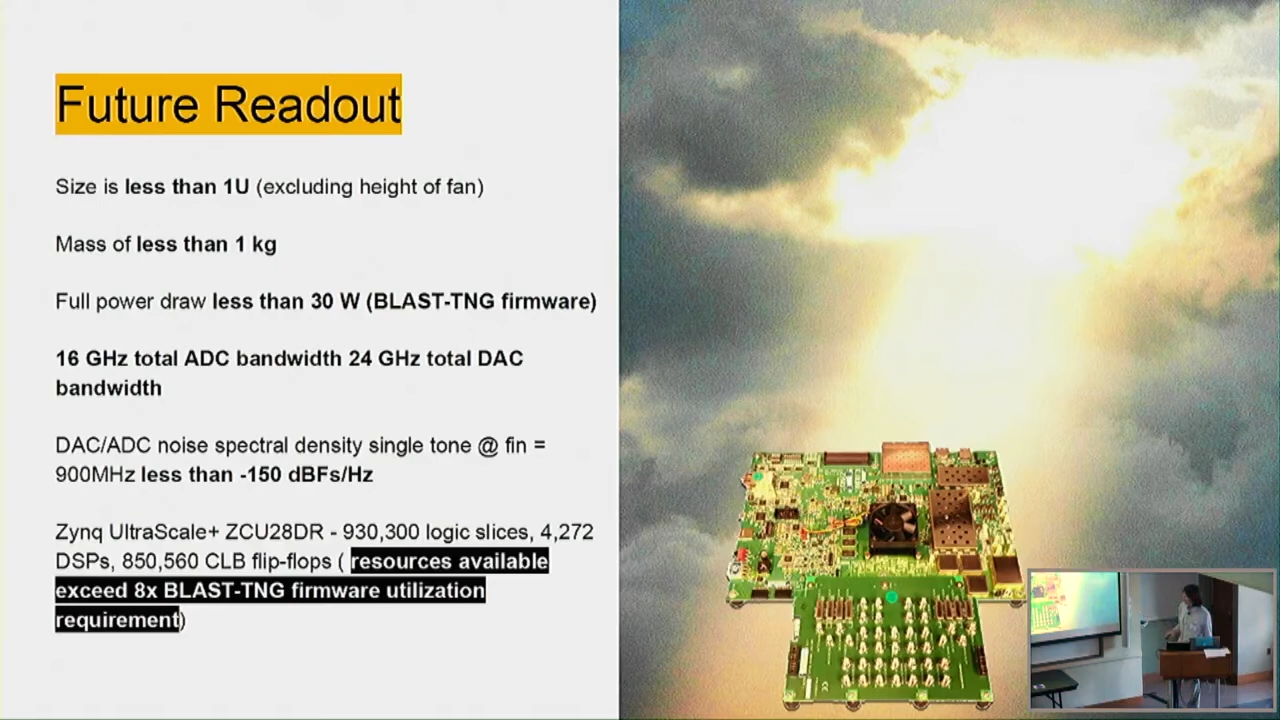 Future Readout
Size is less than 1U (excluding height of fan)
Mass of less than 1 kg
Full power draw less than 30 W (BLAST-TNG firmware)
16 GHz total ADC bandwidth 24 GHz total DAC
bandwidth
DAC/ADC noise spectral density single tone @ fin =
900MHz less than -150 dBFs/Hz
Zynq UltraScale+ ZCU28DR - 930,300 logic slices, 4,272
DSPs, 850,560 CLB flip-flops ( resources available
exceed 8x BLAST-TNG firmware utilization
requirement)